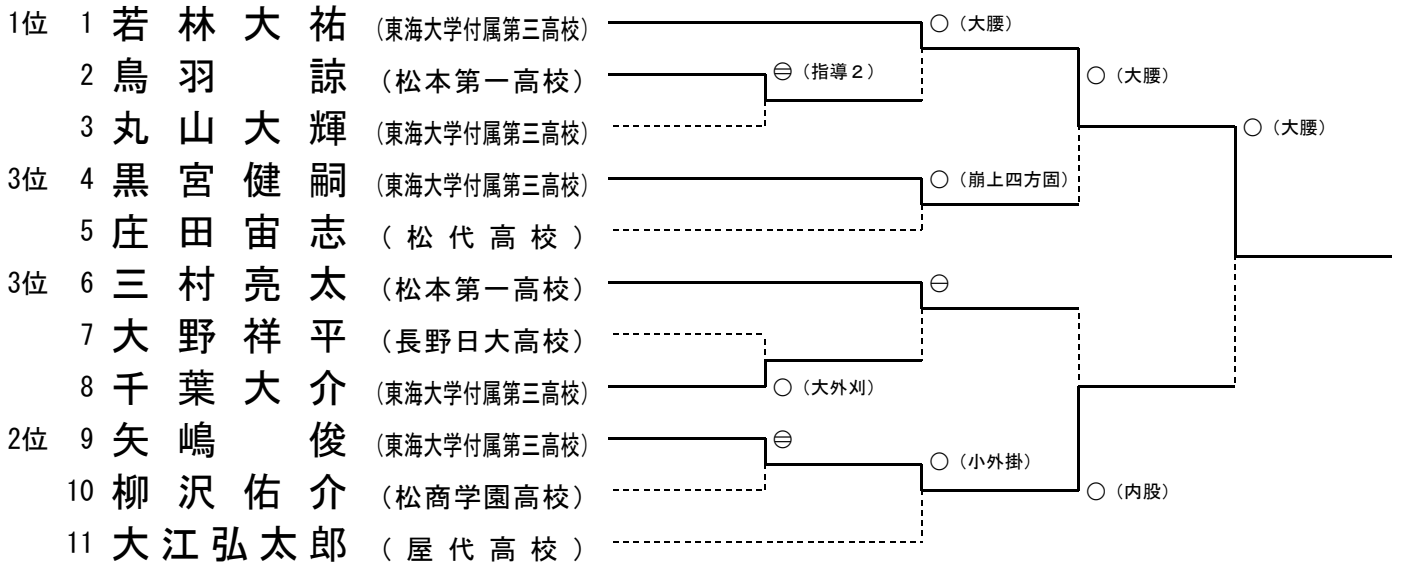 1位 1 若林大祐 (東海大学付属第三高校) ○(大腰)
2 鳥羽 諒 (松本第一高校) ⊖(指導2) ○(大腰)
3 丸山大輝 (東海大学付属第三高校) ○(大腰)
3位 4 黒宮健嗣 (東海大学付属第三高校) ○(崩上四方固)
5 庄田宙志 (松代高校)
3位 6 三村亮太 (松本第一高校) ⊖
7 大野祥平 (長野日大高校)
8 千葉大介 (東海大学付属第三高校) ○(大外刈)
2位 9 矢嶋 俊 (東海大学付属第三高校) ⊖
○(小外掛)
10 柳沢佑介 (松商学園高校) ○(内股)
11 大江弘太郎 (屋代高校)